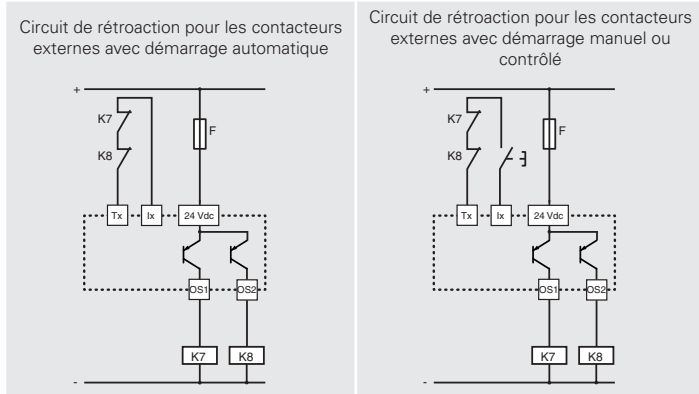 Circuit de rétroaction pour les contacteurs
externes avec démarrage automatique
+
K7
K8
F
Tx
Ix
24 Vdc
OS1
OS2
K7
K8
-
Circuit de rétroaction pour les contacteurs
externes avec démarrage manuel ou
contrôlé
+
K7
K8
F
Tx
Ix
24 Vdc
OS1
OS2
K7
K8
-